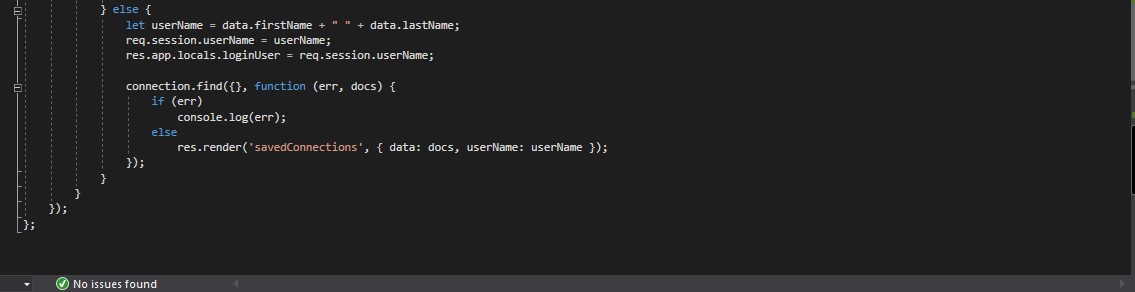 } else {
let userName = data.firstName + " " + data.lastName;
req.session.userName = userName;
res.app.locals.loginUser = req.session.userName;
connection.find({}, function (err, docs) {
if (err)
console.log(err);
else
res.render('savedConnections', { data: docs, userName: userName });
});
}
}
});
};
No issues found